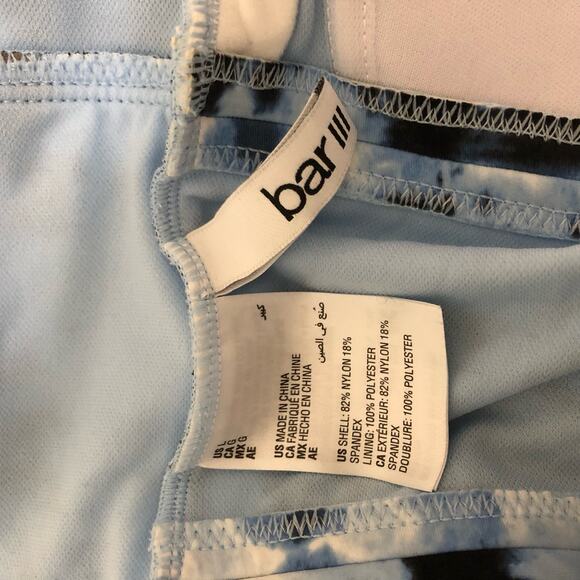 bar III
US L
CA G
MX G
AE
كبير
US MADE IN CHINA
CA FABRIQUÉ EN CHINE
MX HECHO EN CHINA
AE
صنع في الصين
US SHELL: 82% NYLON 18%
SPANDEX
LINING: 100% POLYESTER
CA EXTÉRIEUR: 82% NYLON 18%
SPANDEX
DOUBLURE: 100% POLYESTER